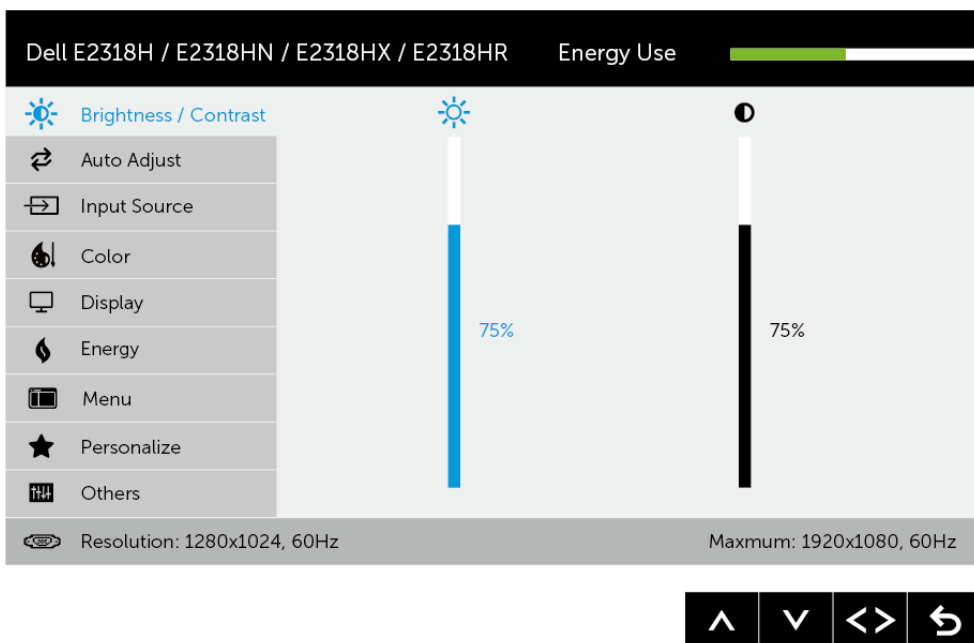 Dell E2318H / E2318HN / E2318HX / E2318HR Energy Use
Brightness / Contrast
Auto Adjust
Input Source
Color
Display
75% 75%
Energy
Menu
Personalize
Others
Resolution: 1280x1024, 60Hz Maxmum: 1920x1080, 60Hz